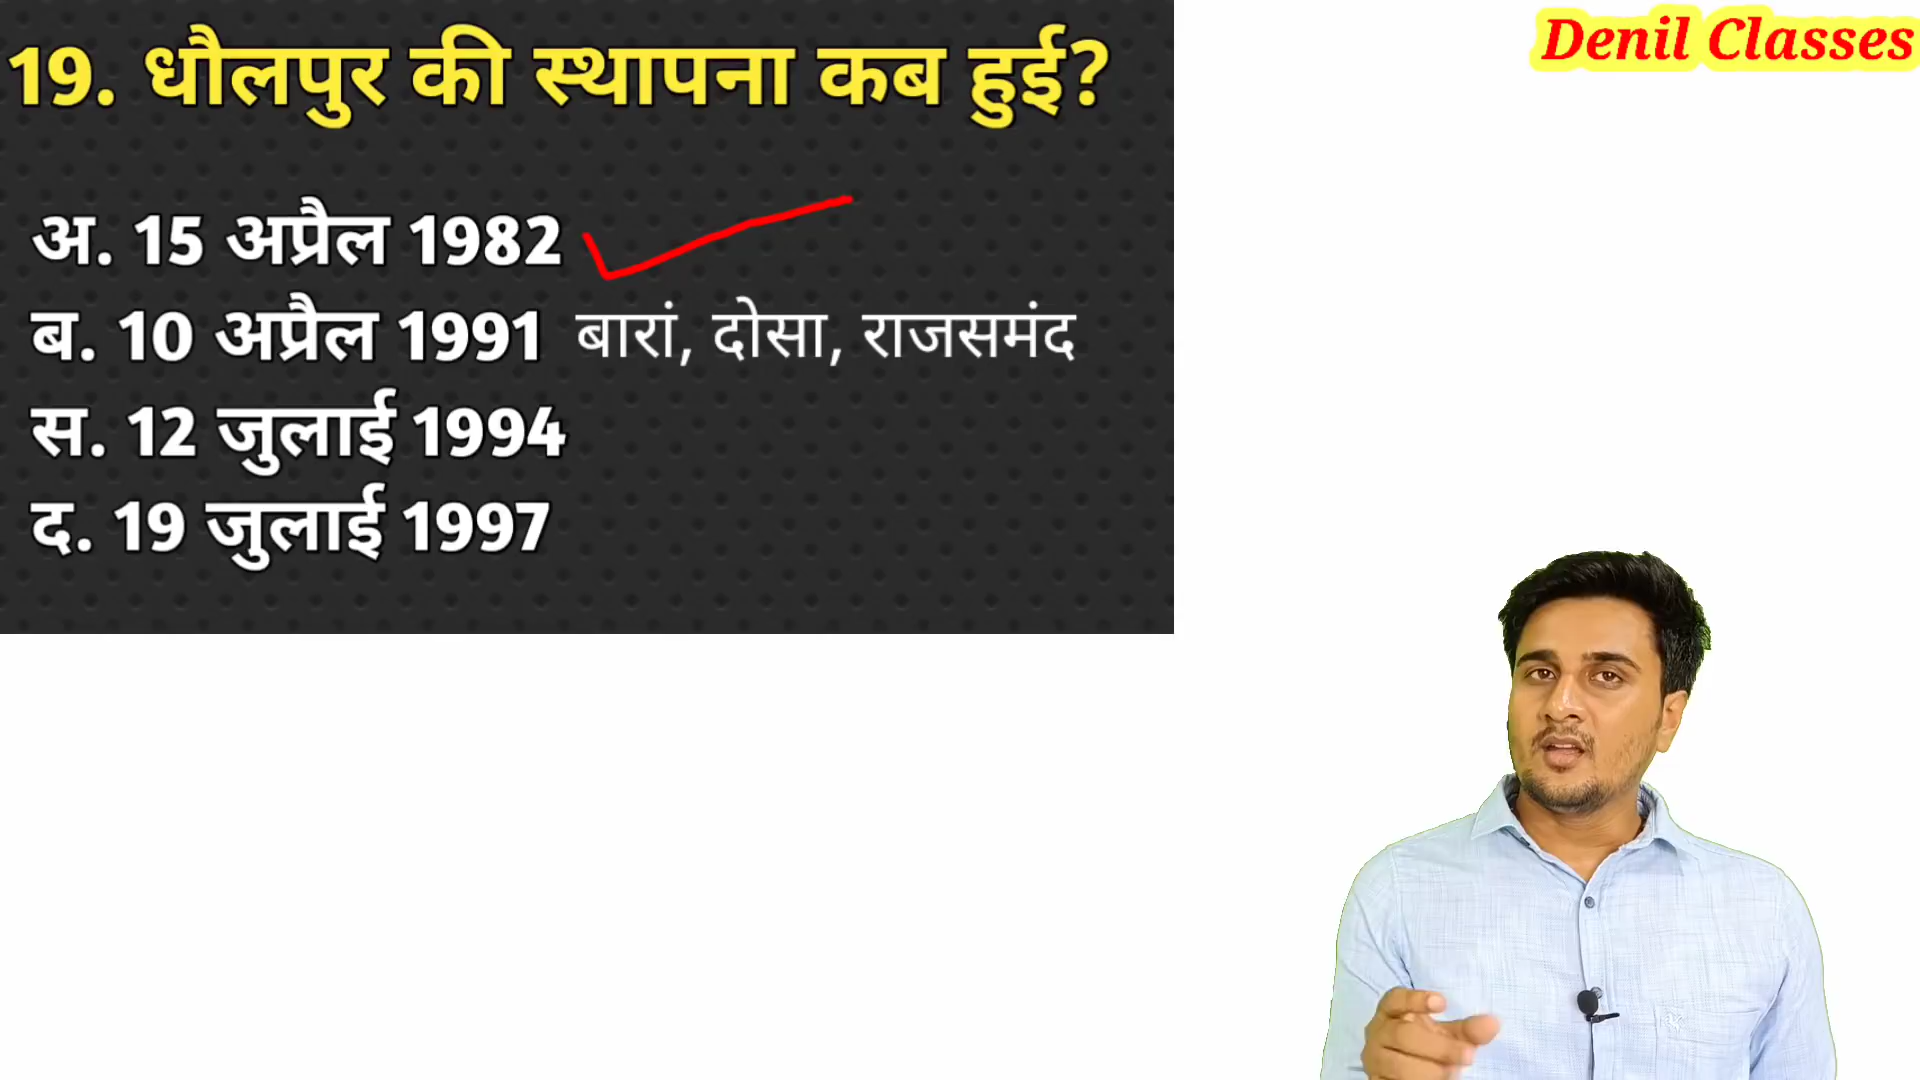 19. धौलपुर की स्थापना कब हुई?
Denil Classes
अ. 15 अप्रैल 1982
ब. 10 अप्रैल 1991 बारां, दोसा, राजसमंद
स. 12 जुलाई 1994
द. 19 जुलाई 1997